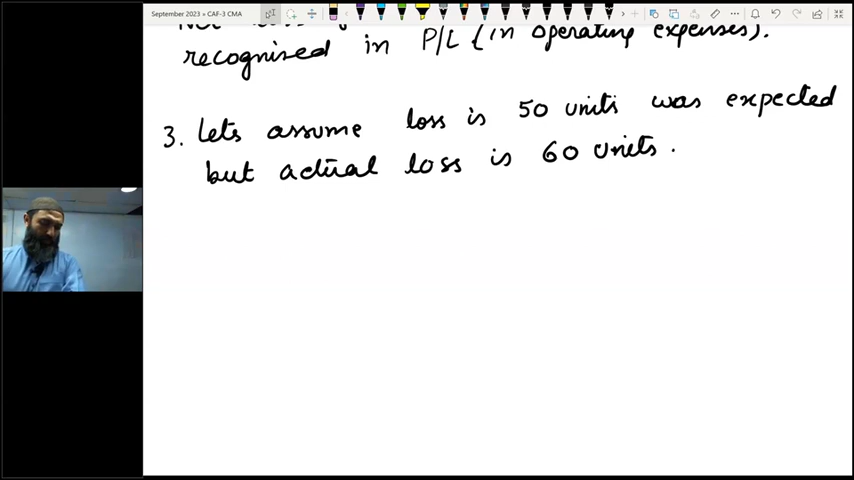 September 2023 » CAF-3 CMA
recognised in P/L (in operating expenses).
3. Lets assume loss is 50 units was expected
but actual loss is 60 units.